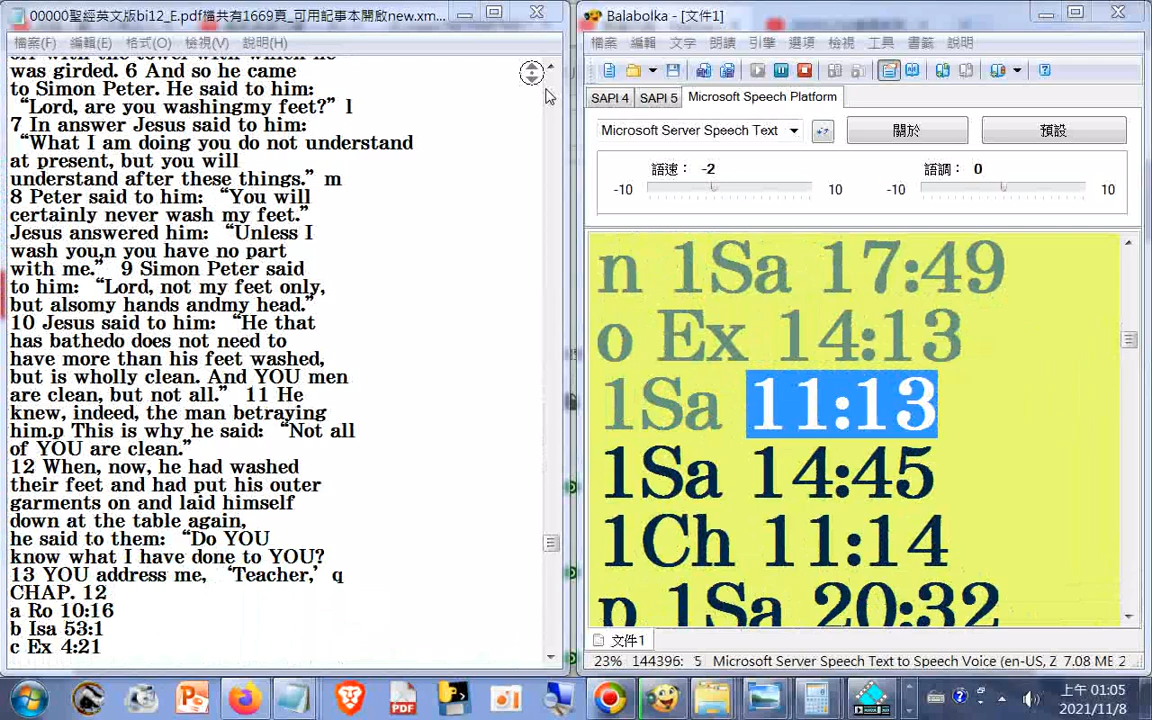 00000聖經英文版bi12_E.pdf檔共有1669頁_可用記事本開啟new.xm...
檔案(F) 編輯(E) 格式(O) 檢視(V) 說明(H)
was girded. 6 And so he came
to Simon Peter. He said to him:
“Lord, are you washingmy feet?” l
7 In answer Jesus said to him:
“What I am doing you do not understand
at present, but you will
understand after these things.” m
8 Peter said to him: “You will
certainly never wash my feet.”
Jesus answered him: “Unless I
wash you,n you have no part
with me.” 9 Simon Peter said
to him: “Lord, not my feet only,
but alsomy hands andmy head.”
10 Jesus said to him: “He that
has bathedo does not need to
have more than his feet washed,
but is wholly clean. And YOU men
are clean, but not all.” 11 He
knew, indeed, the man betraying
him.p This is why he said: “Not all
of YOU are clean.”
12 When, now, he had washed
their feet and had put his outer
garments on and laid himself
down at the table again,
he said to them: “Do YOU
know what I have done to YOU?
13 YOU address me, ‘Teacher,’ q
CHAP. 12
a Ro 10:16
b Isa 53:1
c Ex 4:21
Balabolka - [文件1]
檔案 編輯 文字 朗讀 引擎 選項 檢視 工具 書籤 說明
SAPI 4 SAPI 5 Microsoft Speech Platform
Microsoft Server Speech Text 關於 預設
語速： -2 語調： 0
-10 10 -10 10
n 1Sa 17:49
o Ex 14:13
1Sa 11:13
1Sa 14:45
1Ch 11:14
p 1Sa 20:32
文件1
23% 144396: 5 Microsoft Server Speech Text to Speech Voice (en-US, Z 7.08 MB 2
上午 01:05
2021/11/8